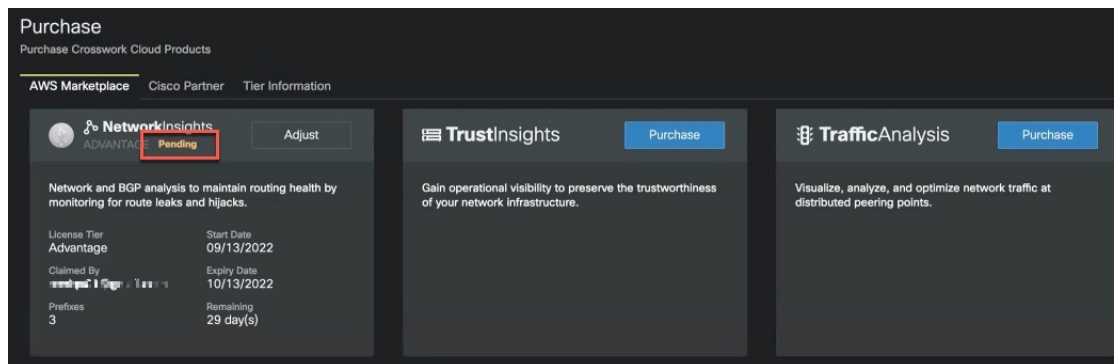 Purchase
Purchase Crosswork Cloud Products
AWS Marketplace Cisco Partner Tier Information
NetworkInsights
ADVANTAGE Pending
Adjust
Network and BGP analysis to maintain routing health by
monitoring for route leaks and hijacks.
License Tier Start Date
Advantage 09/13/2022
Claimed By Expiry Date
10/13/2022
Prefixes Remaining
3 29 day(s)
TrustInsights
Purchase
Gain operational visibility to preserve the trustworthiness
of your network infrastructure.
TrafficAnalysis
Purchase
Visualize, analyze, and optimize network traffic at
distributed peering points.